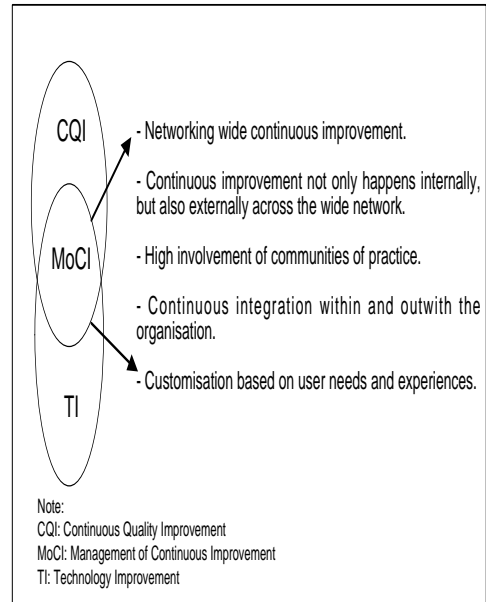 CQI
- Networking wide continuous improvement.
- Continuous improvement not only happens internally,
but also externally across the wide network.
MoCI
- High involvement of communities of practice.
- Continuous integration within and outwith the
organisation.
- Customisation based on user needs and experiences.
TI
Note:
CQI: Continuous Quality Improvement
MoCI: Management of Continuous Improvement
TI: Technology Improvement